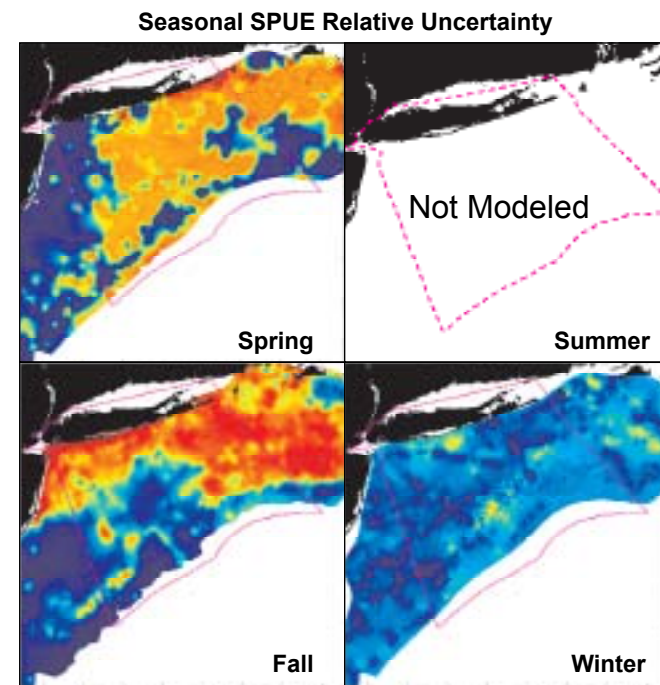 Seasonal SPUE Relative Uncertainty
Spring
Not Modeled
Summer
Fall
Winter